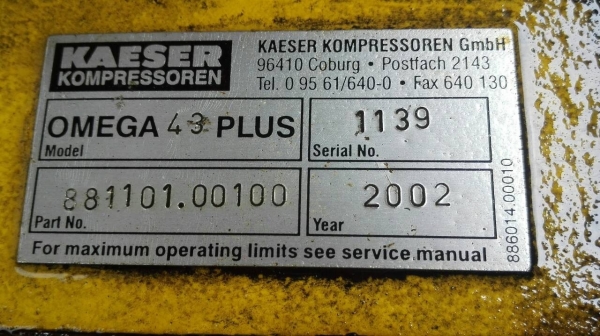 KAESER
KOMPRESSOREN
KAESER KOMPRESSOREN GmbH
96410 Coburg • Postfach 2143
Tel. 0 95 61/640-0 • Fax 640 130
OMEGA 43 PLUS
Model
1139
Serial No.
881101.00100
Part No.
2002
Year
For maximum operating limits see service manual
886014.00010